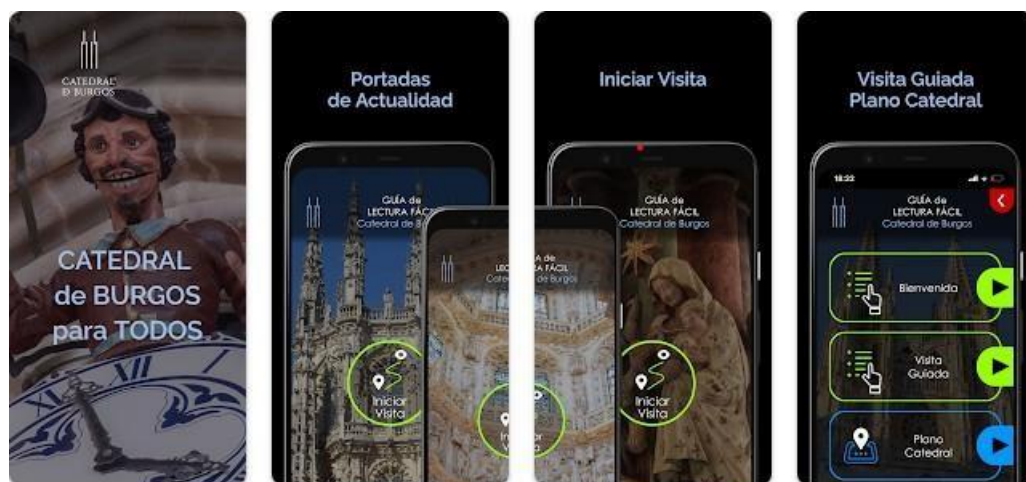 CATEDRAL
D BURGOS
CATEDRAL
de BURGOS
para TODOS
XI
XII
I
Portadas
de Actualidad
GUÍA de
LECTURA FÁCIL
Catedral de B
Iniciar
Visita
Iniciar Visita
GUÍA de
LECTURA FÁCIL
Catedral de Burgos
Iniciar
Visita
Visita Guiada
Plano Catedral
18:32
GUÍA de
LECTURA FÁCIL
Catedral de Burgos
Bienvenida
Visita
Guiada
Plano
Catedral